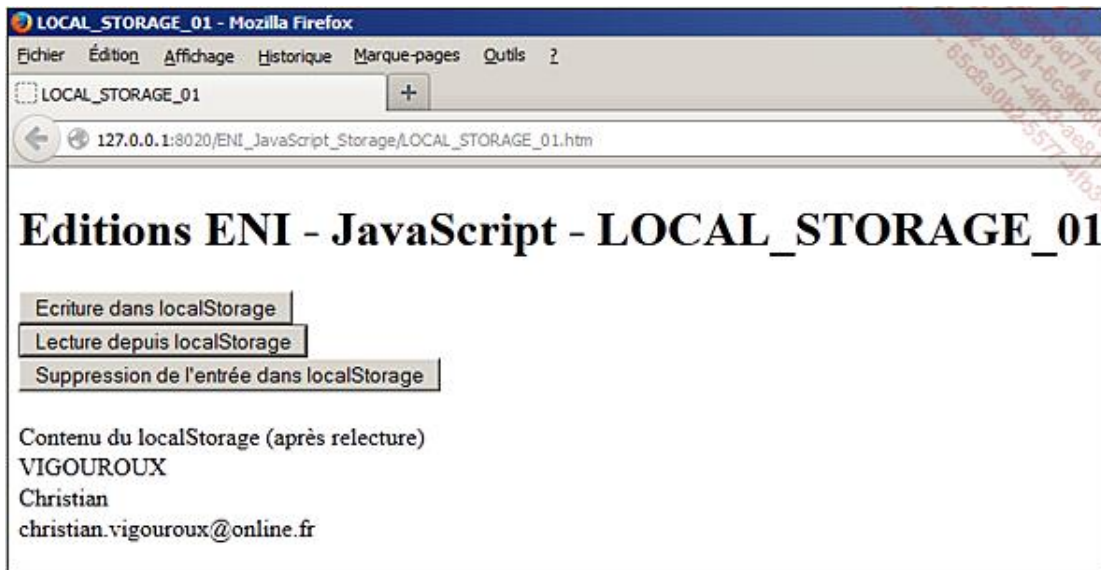 LOCAL_STORAGE_01 - Mozilla Firefox
Fichier Édition Affichage Historique Marque-pages Outils ?
LOCAL_STORAGE_01 +
127.0.0.1:8020/ENI_JavaScript_Storage/LOCAL_STORAGE_01.htm
Editions ENI - JavaScript - LOCAL_STORAGE_01
Ecriture dans localStorage
Lecture depuis localStorage
Suppression de l'entrée dans localStorage
Contenu du localStorage (après relecture)
VIGOUROUX
Christian
christian.vigouroux@online.fr